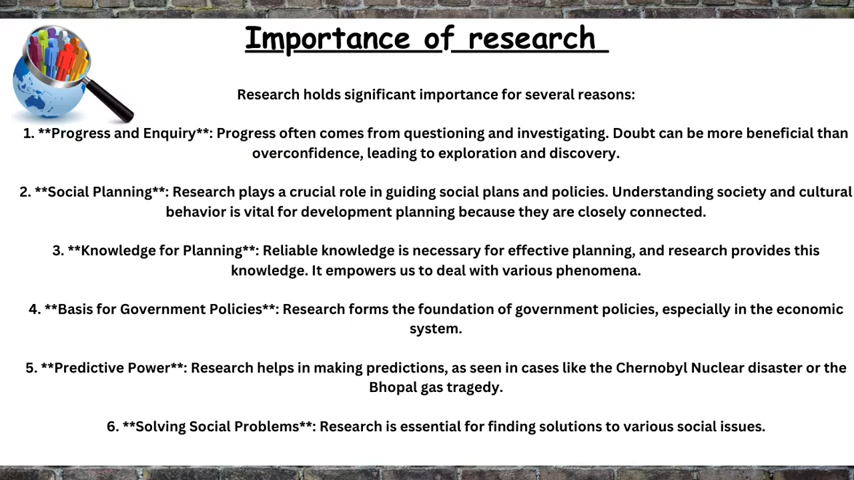 Importance of research
Research holds significant importance for several reasons:
1. **Progress and Enquiry**: Progress often comes from questioning and investigating. Doubt can be more beneficial than
overconfidence, leading to exploration and discovery.
2. **Social Planning**: Research plays a crucial role in guiding social plans and policies. Understanding society and cultural
behavior is vital for development planning because they are closely connected.
3. **Knowledge for Planning**: Reliable knowledge is necessary for effective planning, and research provides this
knowledge. It empowers us to deal with various phenomena.
4. **Basis for Government Policies**: Research forms the foundation of government policies, especially in the economic
system.
5. **Predictive Power**: Research helps in making predictions, as seen in cases like the Chernobyl Nuclear disaster or the
Bhopal gas tragedy.
6. **Solving Social Problems**: Research is essential for finding solutions to various social issues.